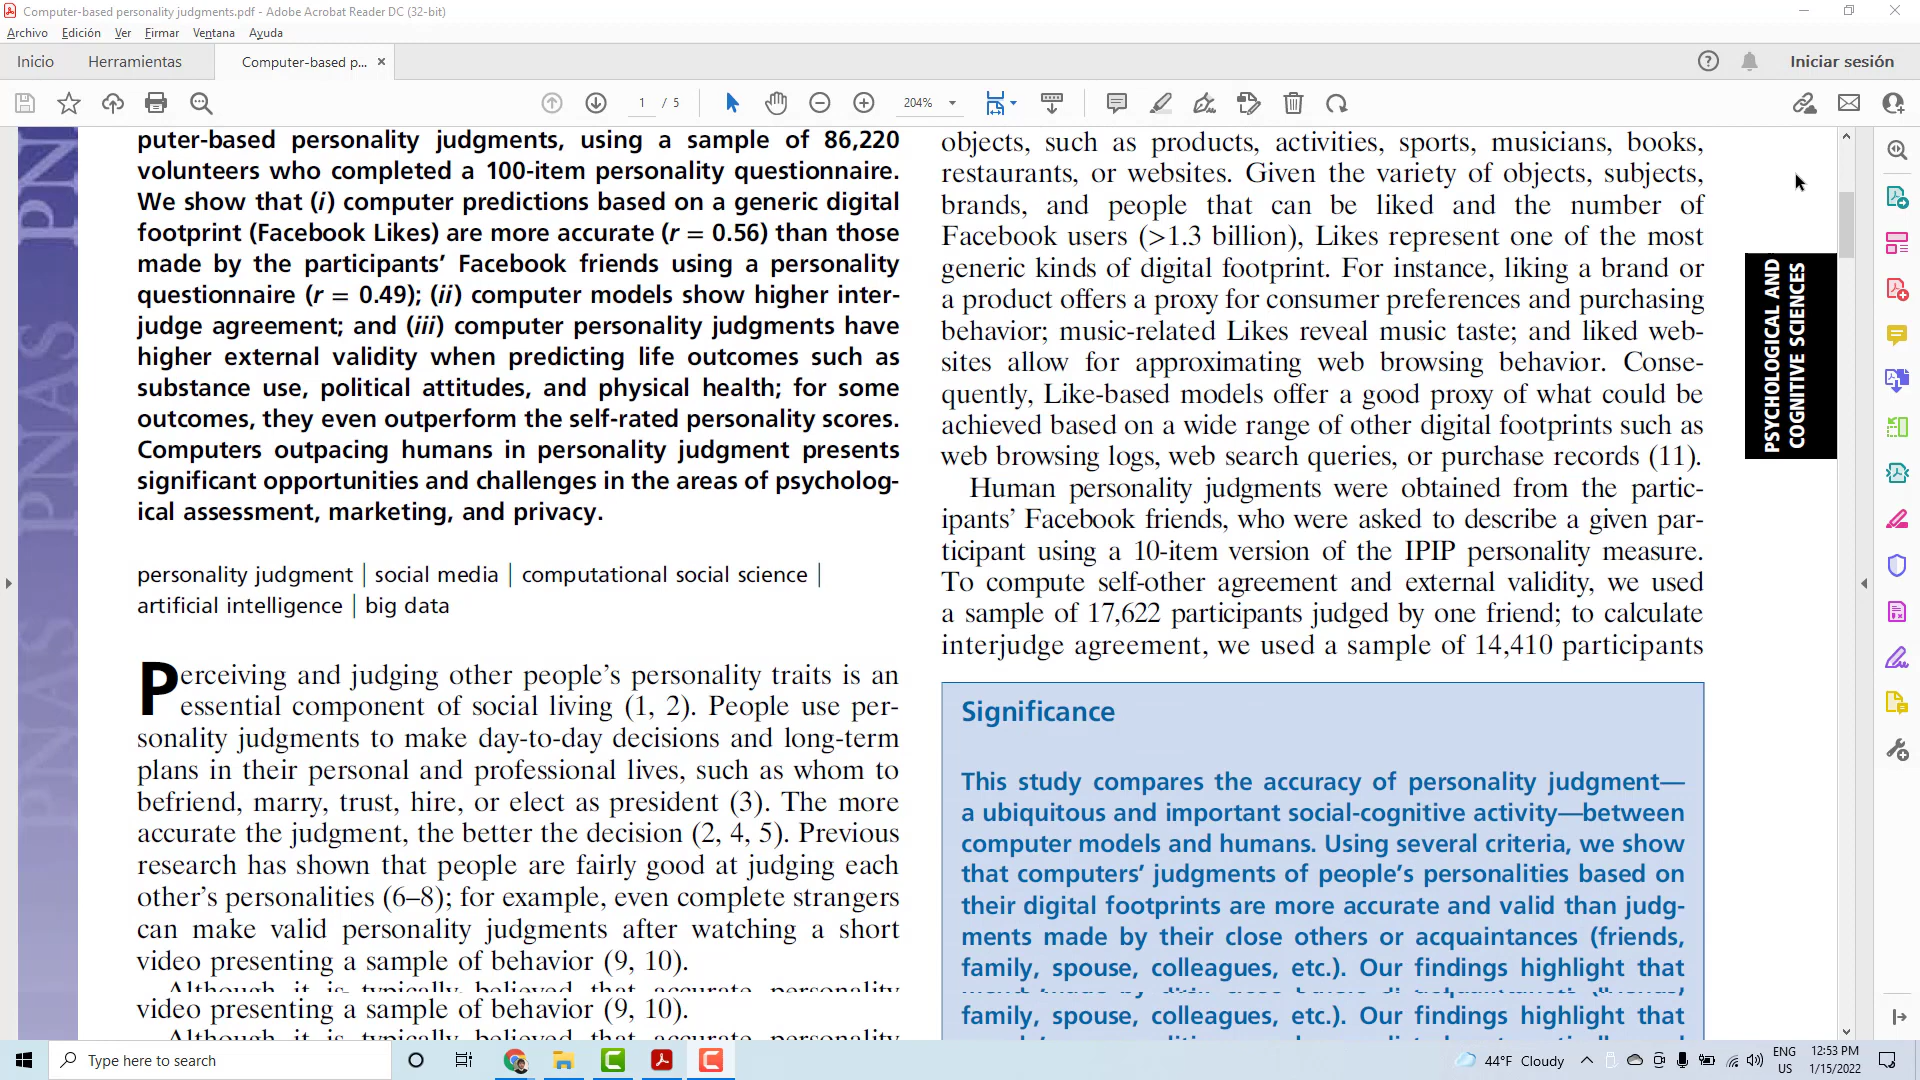 Computer-based personality judgments.pdf - Adobe Acrobat Reader DC (32-bit)
Archivo Edición Ver Firmar Ventana Ayuda
Inicio Herramientas Computer-based p... × Iniciar sesión
1 / 5 204%
PNAS PNAS PNAS
puter-based personality judgments, using a sample of 86,220
volunteers who completed a 100-item personality questionnaire.
We show that (i) computer predictions based on a generic digital
footprint (Facebook Likes) are more accurate (r = 0.56) than those
made by the participants’ Facebook friends using a personality
questionnaire (r = 0.49); (ii) computer models show higher inter-
judge agreement; and (iii) computer personality judgments have
higher external validity when predicting life outcomes such as
substance use, political attitudes, and physical health; for some
outcomes, they even outperform the self-rated personality scores.
Computers outpacing humans in personality judgment presents
significant opportunities and challenges in the areas of psycholog-
ical assessment, marketing, and privacy.
personality judgment | social media | computational social science |
artificial intelligence | big data
Perceiving and judging other people’s personality traits is an
essential component of social living (1, 2). People use per-
sonality judgments to make day-to-day decisions and long-term
plans in their personal and professional lives, such as whom to
befriend, marry, trust, hire, or elect as president (3). The more
accurate the judgment, the better the decision (2, 4, 5). Previous
research has shown that people are fairly good at judging each
other’s personalities (6–8); for example, even complete strangers
can make valid personality judgments after watching a short
video presenting a sample of behavior (9, 10).
Although it is typically believed that accurate personality
video presenting a sample of behavior (9, 10).
Although it is typically believed that accurate personality
objects, such as products, activities, sports, musicians, books,
restaurants, or websites. Given the variety of objects, subjects,
brands, and people that can be liked and the number of
Facebook users (>1.3 billion), Likes represent one of the most
generic kinds of digital footprint. For instance, liking a brand or
a product offers a proxy for consumer preferences and purchasing
behavior; music-related Likes reveal music taste; and liked web-
sites allow for approximating web browsing behavior. Conse-
quently, Like-based models offer a good proxy of what could be
achieved based on a wide range of other digital footprints such as
web browsing logs, web search queries, or purchase records (11).
Human personality judgments were obtained from the partic-
ipants’ Facebook friends, who were asked to describe a given par-
ticipant using a 10-item version of the IPIP personality measure.
To compute self-other agreement and external validity, we used
a sample of 17,622 participants judged by one friend; to calculate
interjudge agreement, we used a sample of 14,410 participants
Significance
This study compares the accuracy of personality judgment—
a ubiquitous and important social-cognitive activity—between
computer models and humans. Using several criteria, we show
that computers’ judgments of people’s personalities based on
their digital footprints are more accurate and valid than judg-
ments made by their close others or acquaintances (friends,
family, spouse, colleagues, etc.). Our findings highlight that
family, spouse, colleagues, etc.). Our findings highlight that
PSYCHOLOGICAL AND
COGNITIVE SCIENCES
Type here to search
44°F Cloudy
ENG
US
12:53 PM
1/15/2022